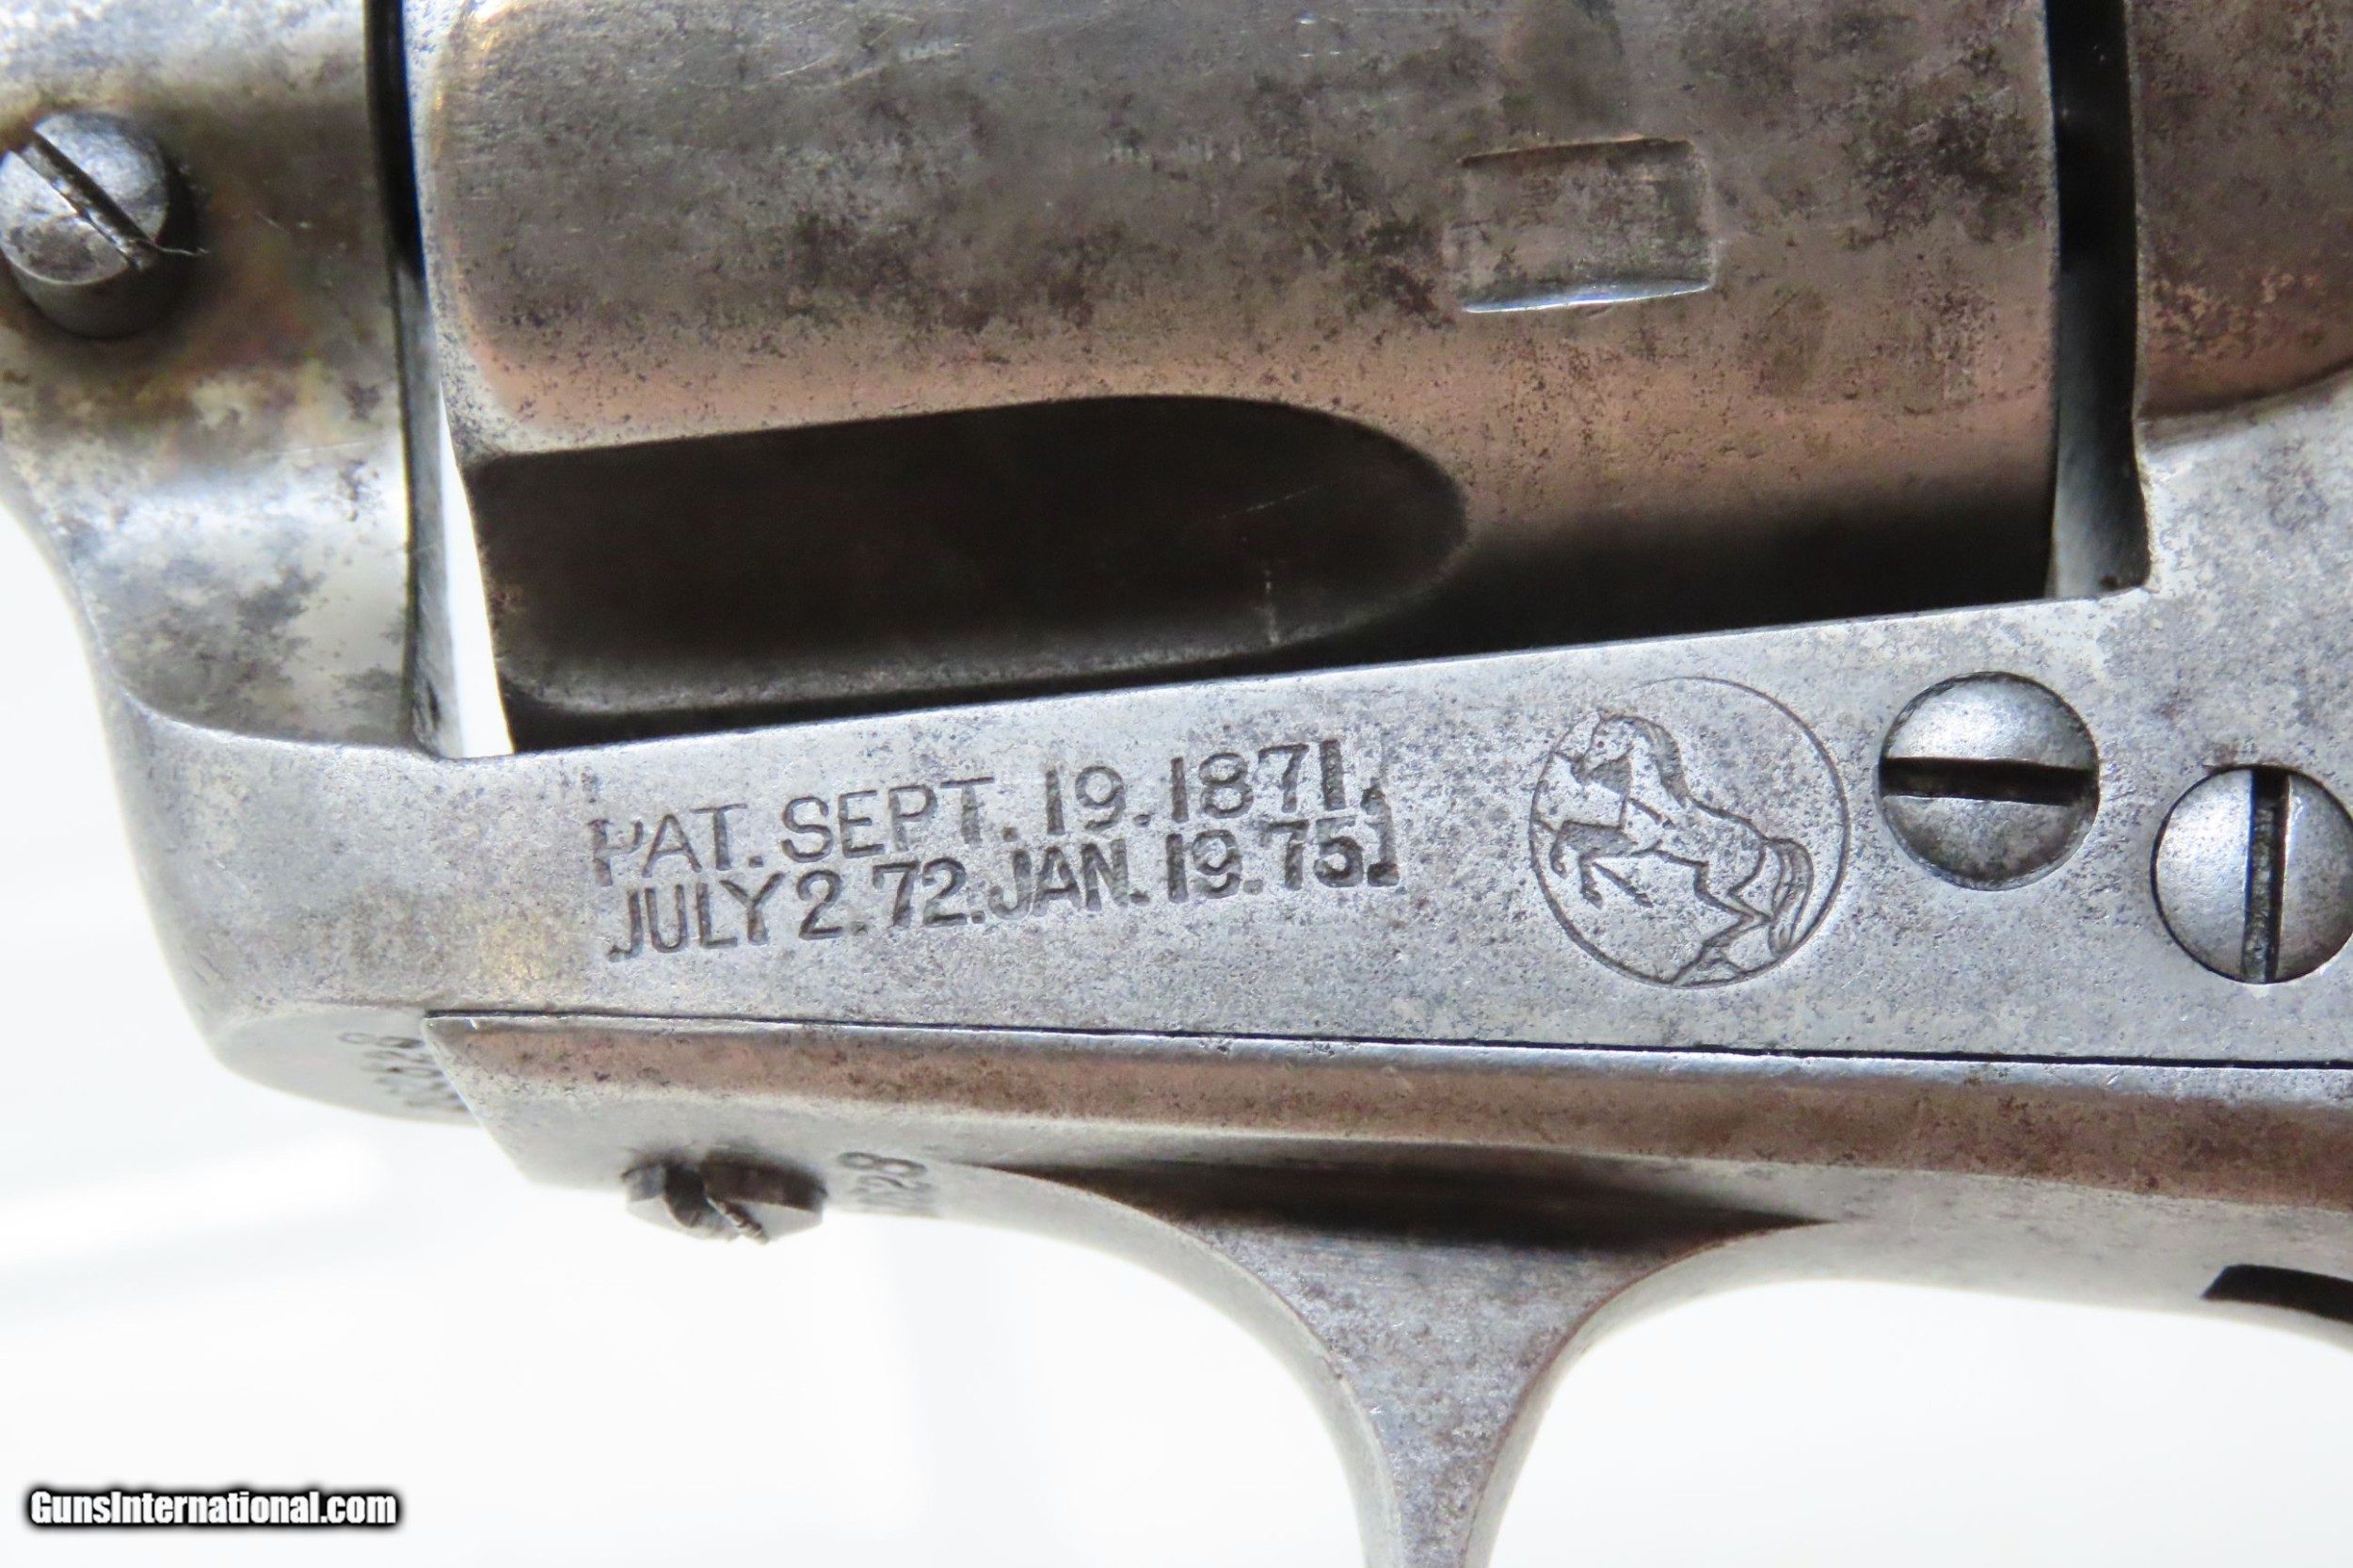 PAT. SEPT. 19. 1871.
JULY 2. 72. JAN. 19. 75.
GunsInternational.com